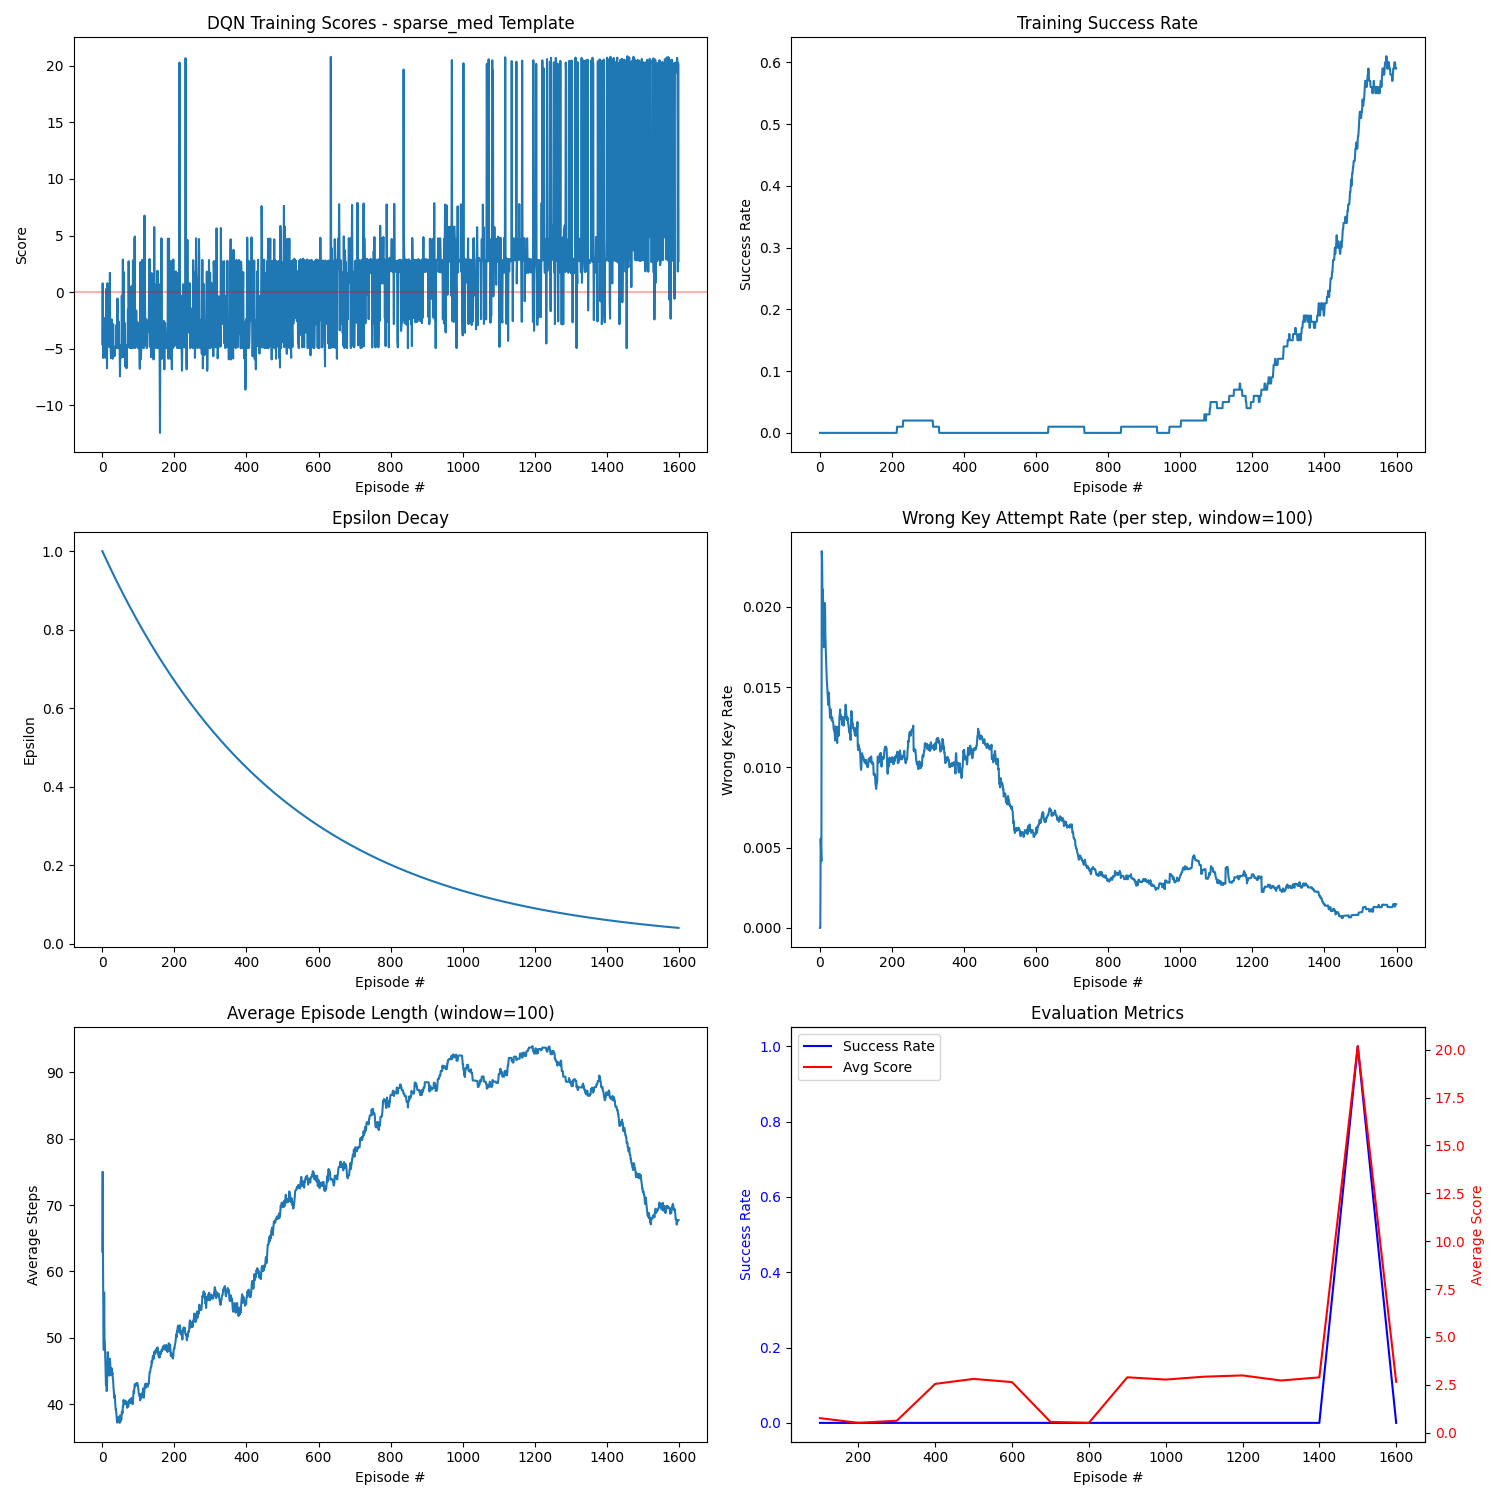 DQN Training Scores - sparse_med Template
20
15
10
5
0
−5
−10
Score
0 200 400 600 800 1000 1200 1400 1600
Episode #
Training Success Rate
0.6
0.5
0.4
0.3
0.2
0.1
0.0
Success Rate
0 200 400 600 800 1000 1200 1400 1600
Episode #
Epsilon Decay
1.0
0.8
0.6
0.4
0.2
0.0
Epsilon
0 200 400 600 800 1000 1200 1400 1600
Episode #
Wrong Key Attempt Rate (per step, window=100)
0.020
0.015
0.010
0.005
0.000
Wrong Key Rate
0 200 400 600 800 1000 1200 1400 1600
Episode #
Average Episode Length (window=100)
90
80
70
60
50
40
Average Steps
0 200 400 600 800 1000 1200 1400 1600
Episode #
Evaluation Metrics
Success Rate
Avg Score
1.0
0.8
0.6
0.4
0.2
0.0
Success Rate
20.0
17.5
15.0
12.5
10.0
7.5
5.0
2.5
0.0
Average Score
200 400 600 800 1000 1200 1400 1600
Episode #